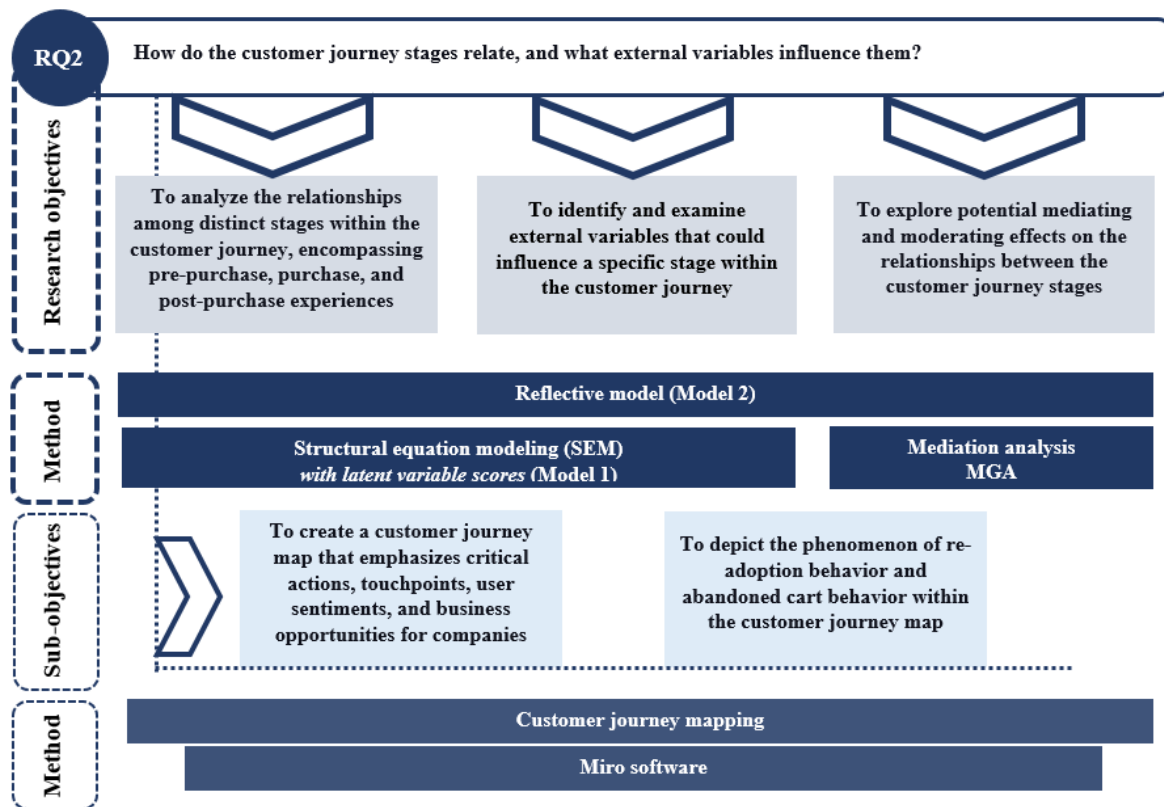 RQ2
How do the customer journey stages relate, and what external variables influence them?
Research objectives
To analyze the relationships
among distinct stages within the
customer journey, encompassing
pre-purchase, purchase, and
post-purchase experiences
To identify and examine
external variables that could
influence a specific stage within
the customer journey
To explore potential mediating
and moderating effects on the
relationships between the
customer journey stages
Method
Reflective model (Model 2)
Structural equation modeling (SEM)
with latent variable scores (Model 1)
Mediation analysis
MGA
Sub-objectives
To create a customer journey
map that emphasizes critical
actions, touchpoints, user
sentiments, and business
opportunities for companies
To depict the phenomenon of re-
adoption behavior and
abandoned cart behavior within
the customer journey map
Method
Customer journey mapping
Miro software